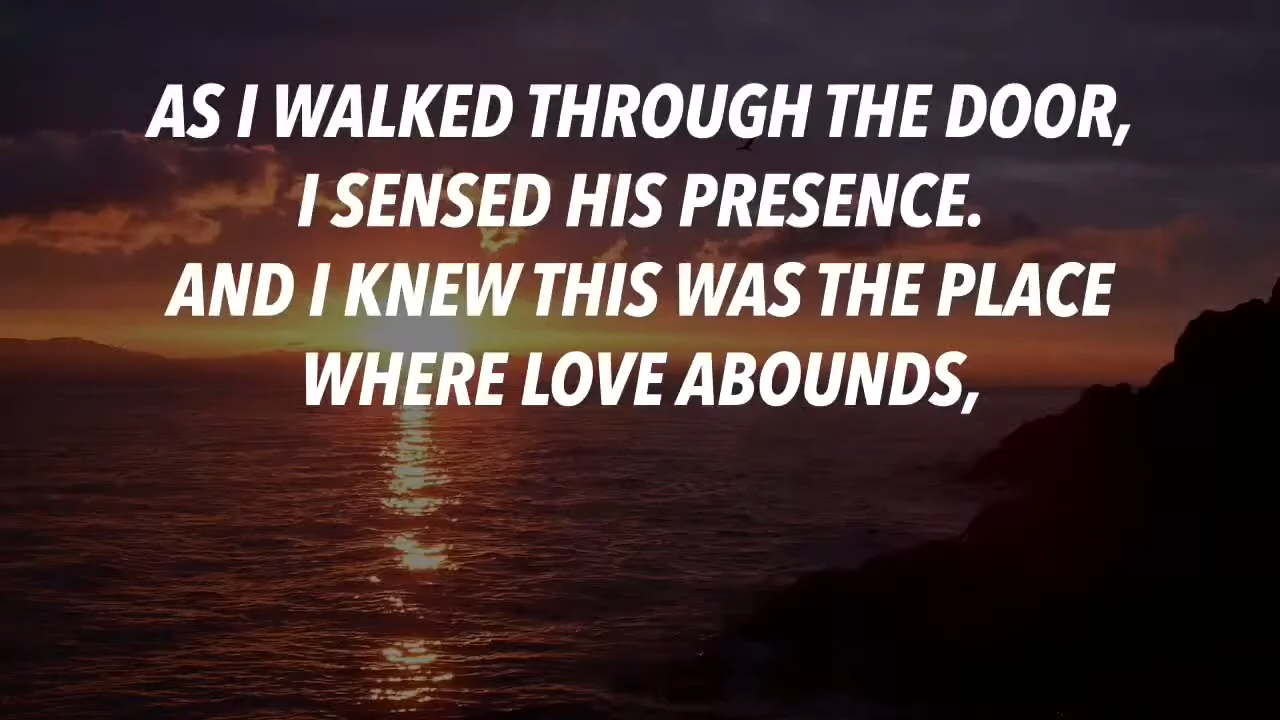 AS I WALKED THROUGH THE DOOR,
I SENSED HIS PRESENCE.
AND I KNEW THIS WAS THE PLACE
WHERE LOVE ABOUNDS,